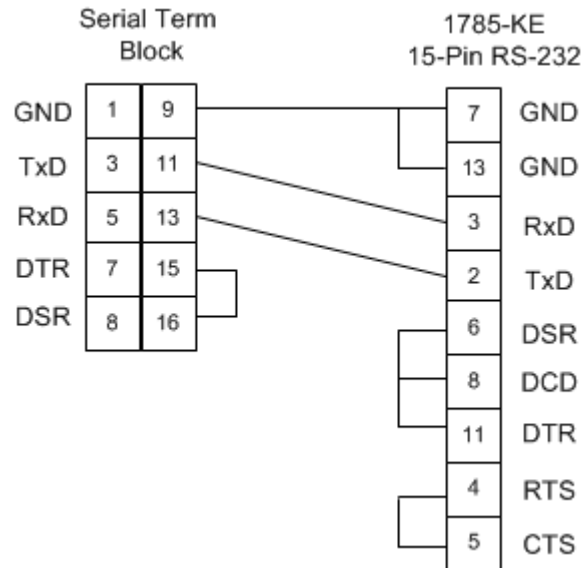 Serial Term
Block
1785-KE
15-Pin RS-232
GND 1 9
TxD 3 11
RxD 5 13
DTR 7 15
DSR 8 16
7 GND
13 GND
3 RxD
2 TxD
6 DSR
8 DCD
11 DTR
4 RTS
5 CTS